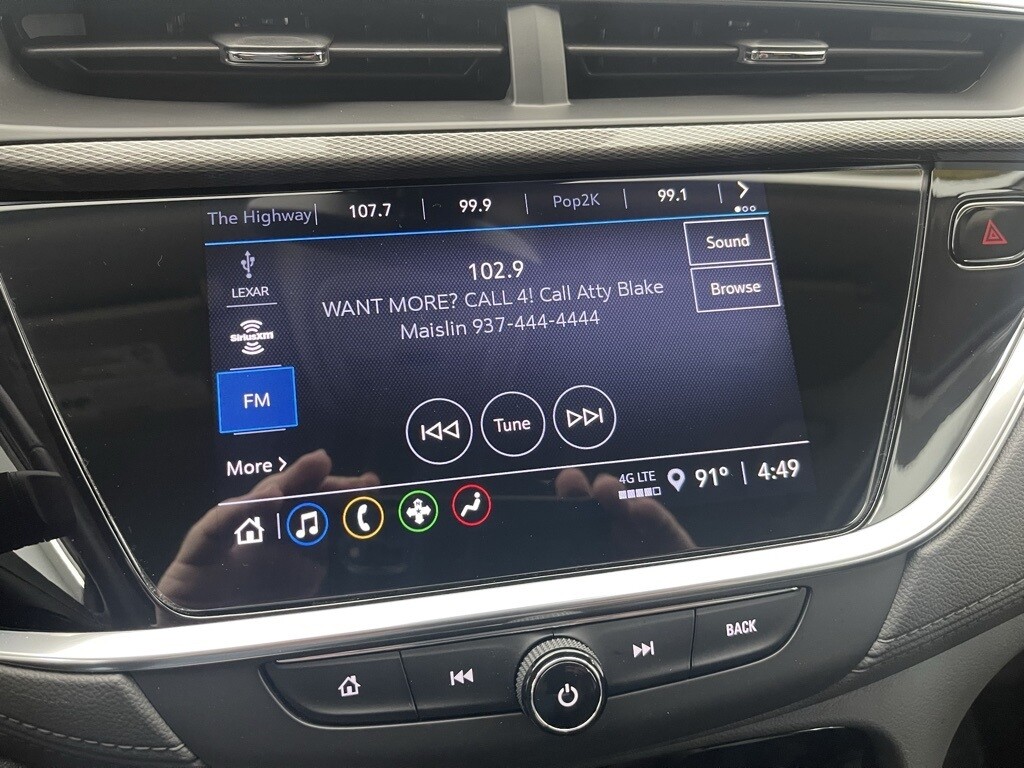 The Highway 107.7 99.9 Pop2K 99.1
Sound
LEXAR
102.9
Browse
WANT MORE? CALL 4! Call Atty Blake
Maislin 937-444-4444
SiriusXM
FM
Tune
More
4G LTE 91° 4:49
BACK